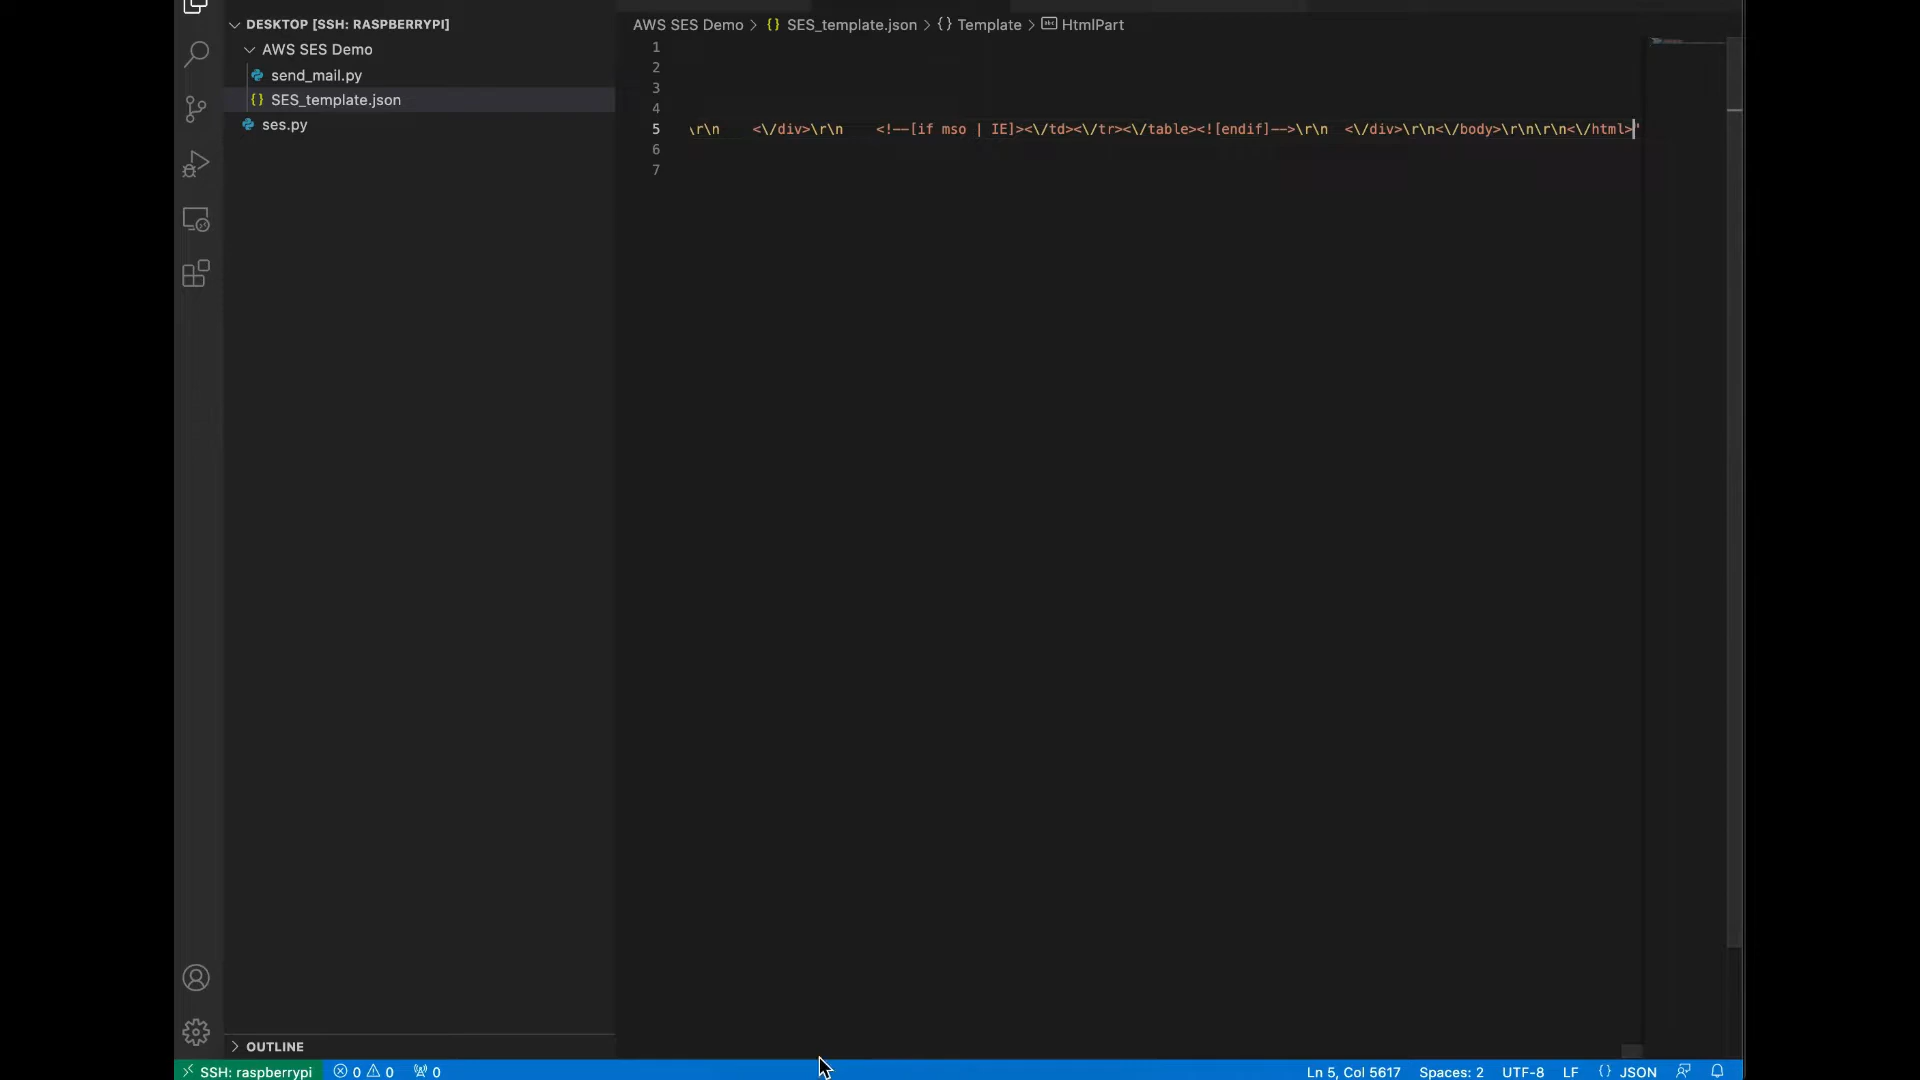 DESKTOP [SSH: RASPBERRYPI]
AWS SES Demo
send_mail.py
{} SES_template.json
ses.py
OUTLINE
AWS SES Demo > {} SES_template.json > {} Template > HtmlPart
1
2
3
4
5 \r\n    <\/div>\r\n    <!--[if mso | IE]><\/td><\/tr><\/table><![endif]-->\r\n  <\/div>\r\n<\/body>\r\n\r\n<\/html>"
6
7
SSH: raspberrypi 0 0 0 Ln 5, Col 5617 Spaces: 2 UTF-8 LF {} JSON